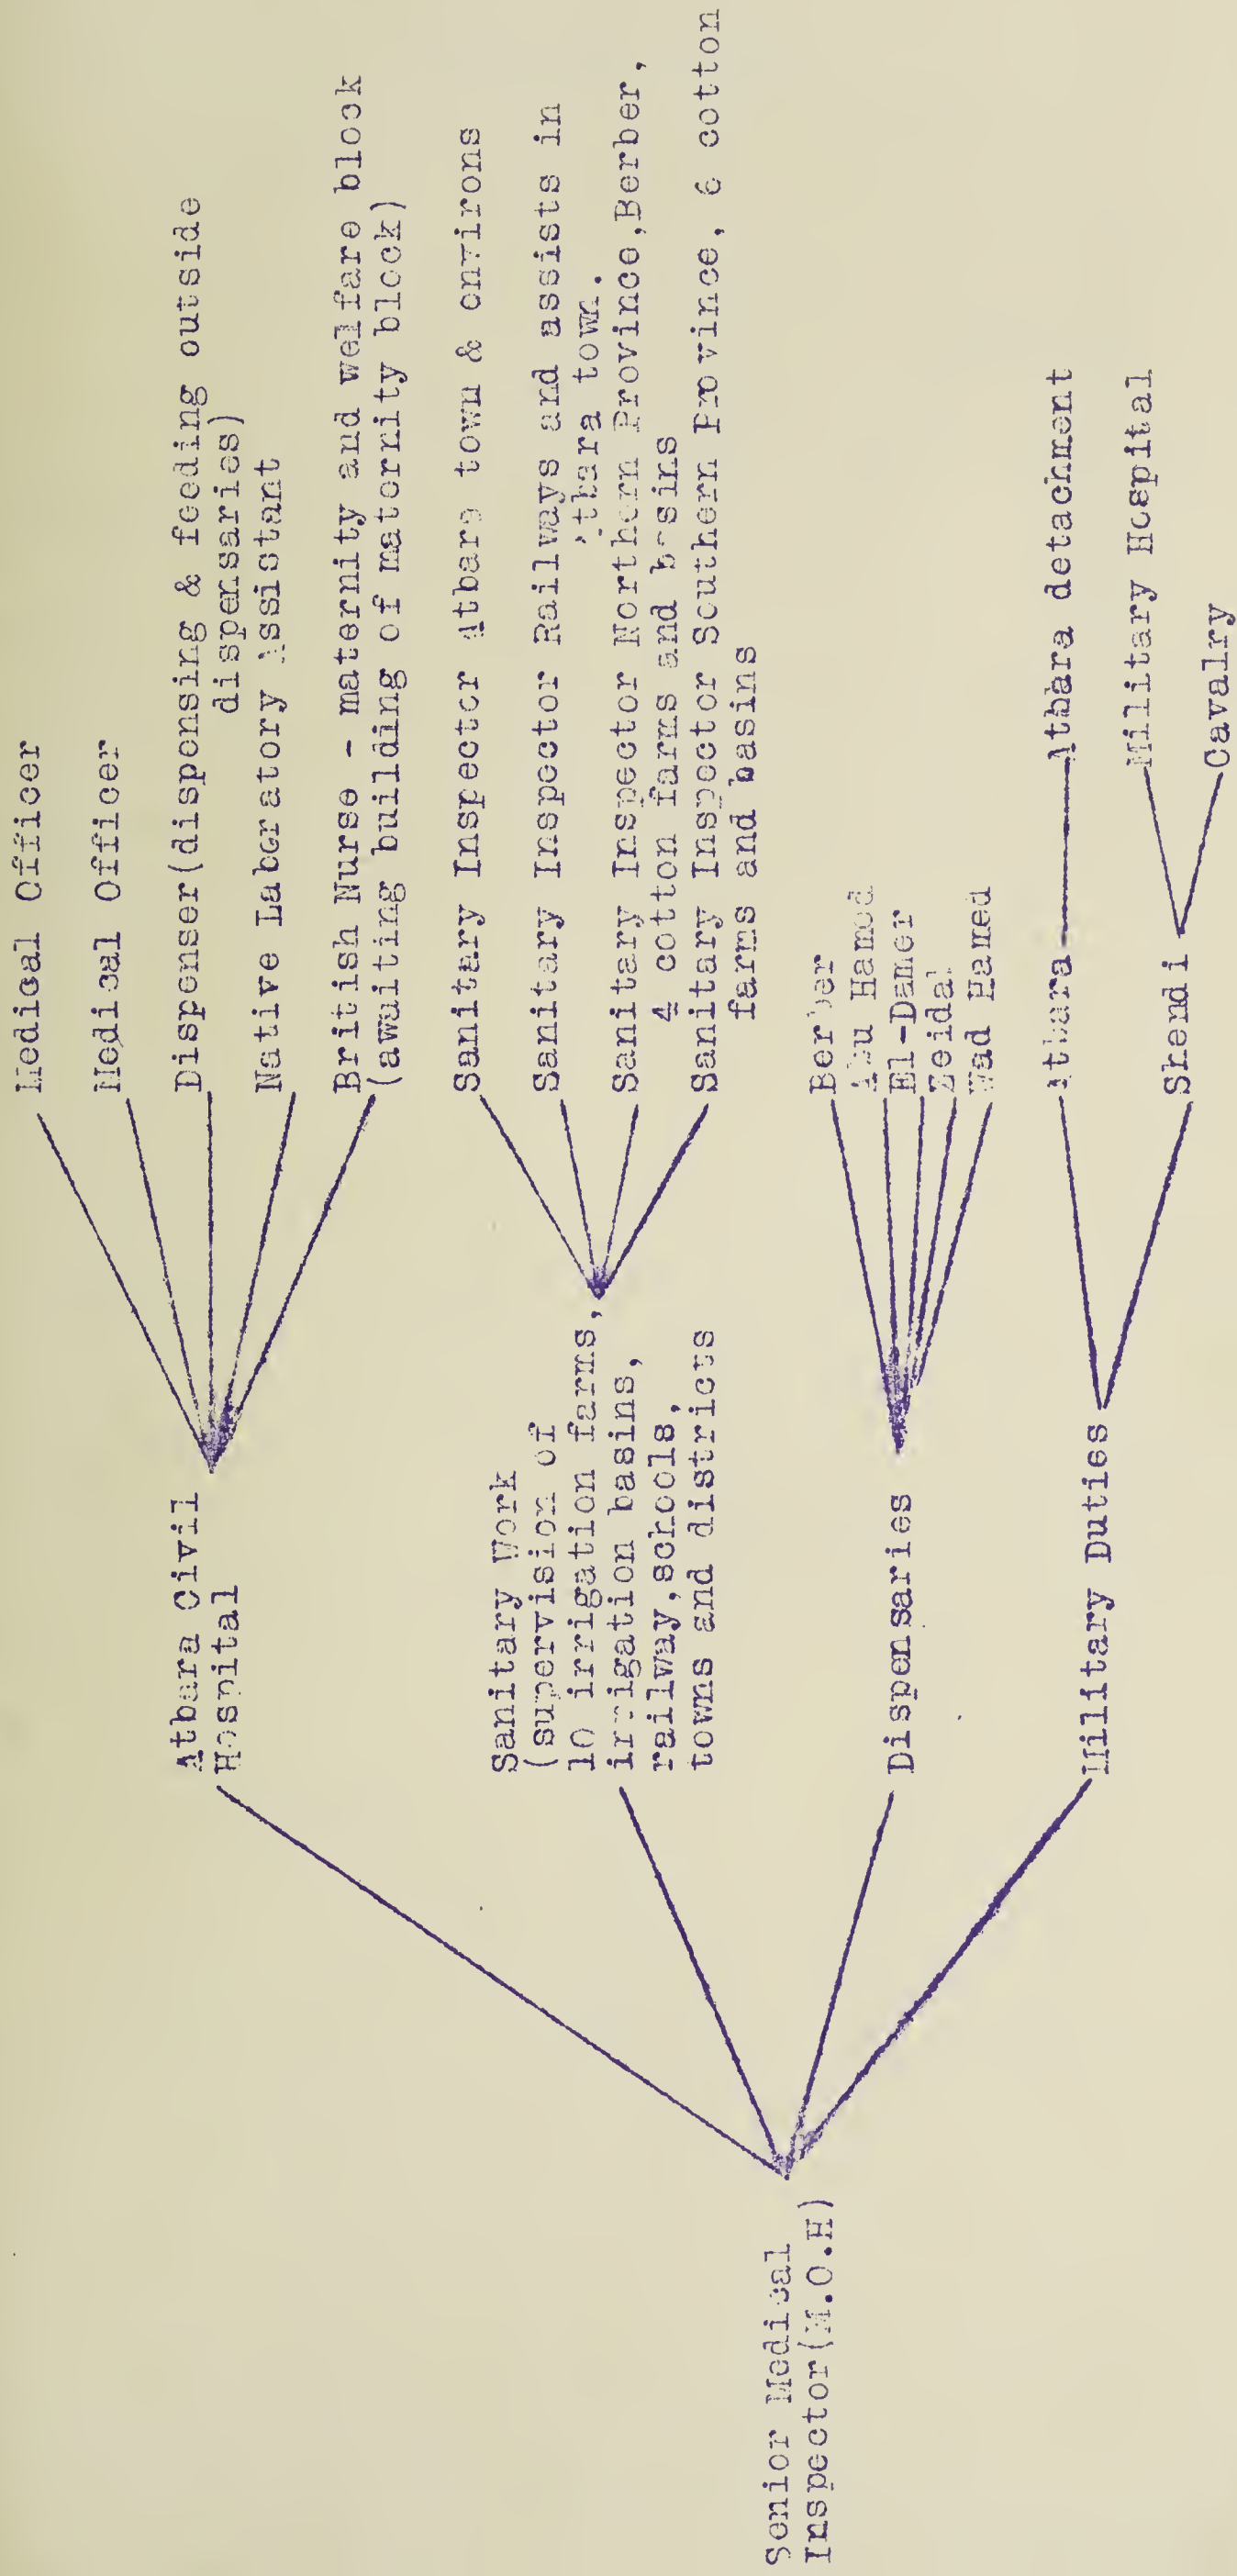 Senior Medical
Inspector(M.O.H)
Atbara Civil
Hospital
Medical Officer
Medical Officer
Dispenser(dispensing & feeding outside
dispensaries)
Native Laboratory Assistant
British Nurse - maternity and welfare block
(awaiting building of maternity block)
Sanitary Work
(supervision of
10 irrigation farms,
irrigation basins,
railway,schools,
towns and districts
Sanitary Inspector Atbara town & environs
Sanitary Inspector Railways and assists in
Atbara town.
Sanitary Inspector Northern Province,Berber,
4 cotton farms and basins
Sanitary Inspector Southern Province, 6 cotton
farms and basins
Dispensaries
Berber
Abu Hamed
El-Damer
Zeidab
Wad Hamed
Military Duties
Atbara
Atbara detachment
Shendi
Military Hospital
Cavalry